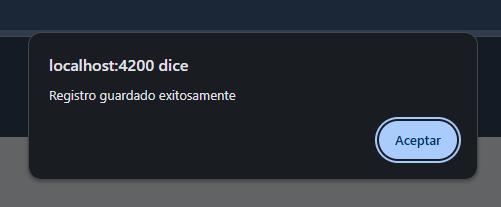 localhost:4200 dice
Registro guardado exitosamente
Aceptar